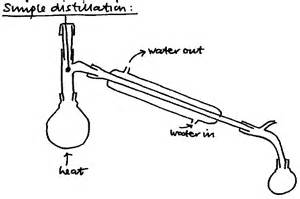 Simple distillation:
water out
water in
heat